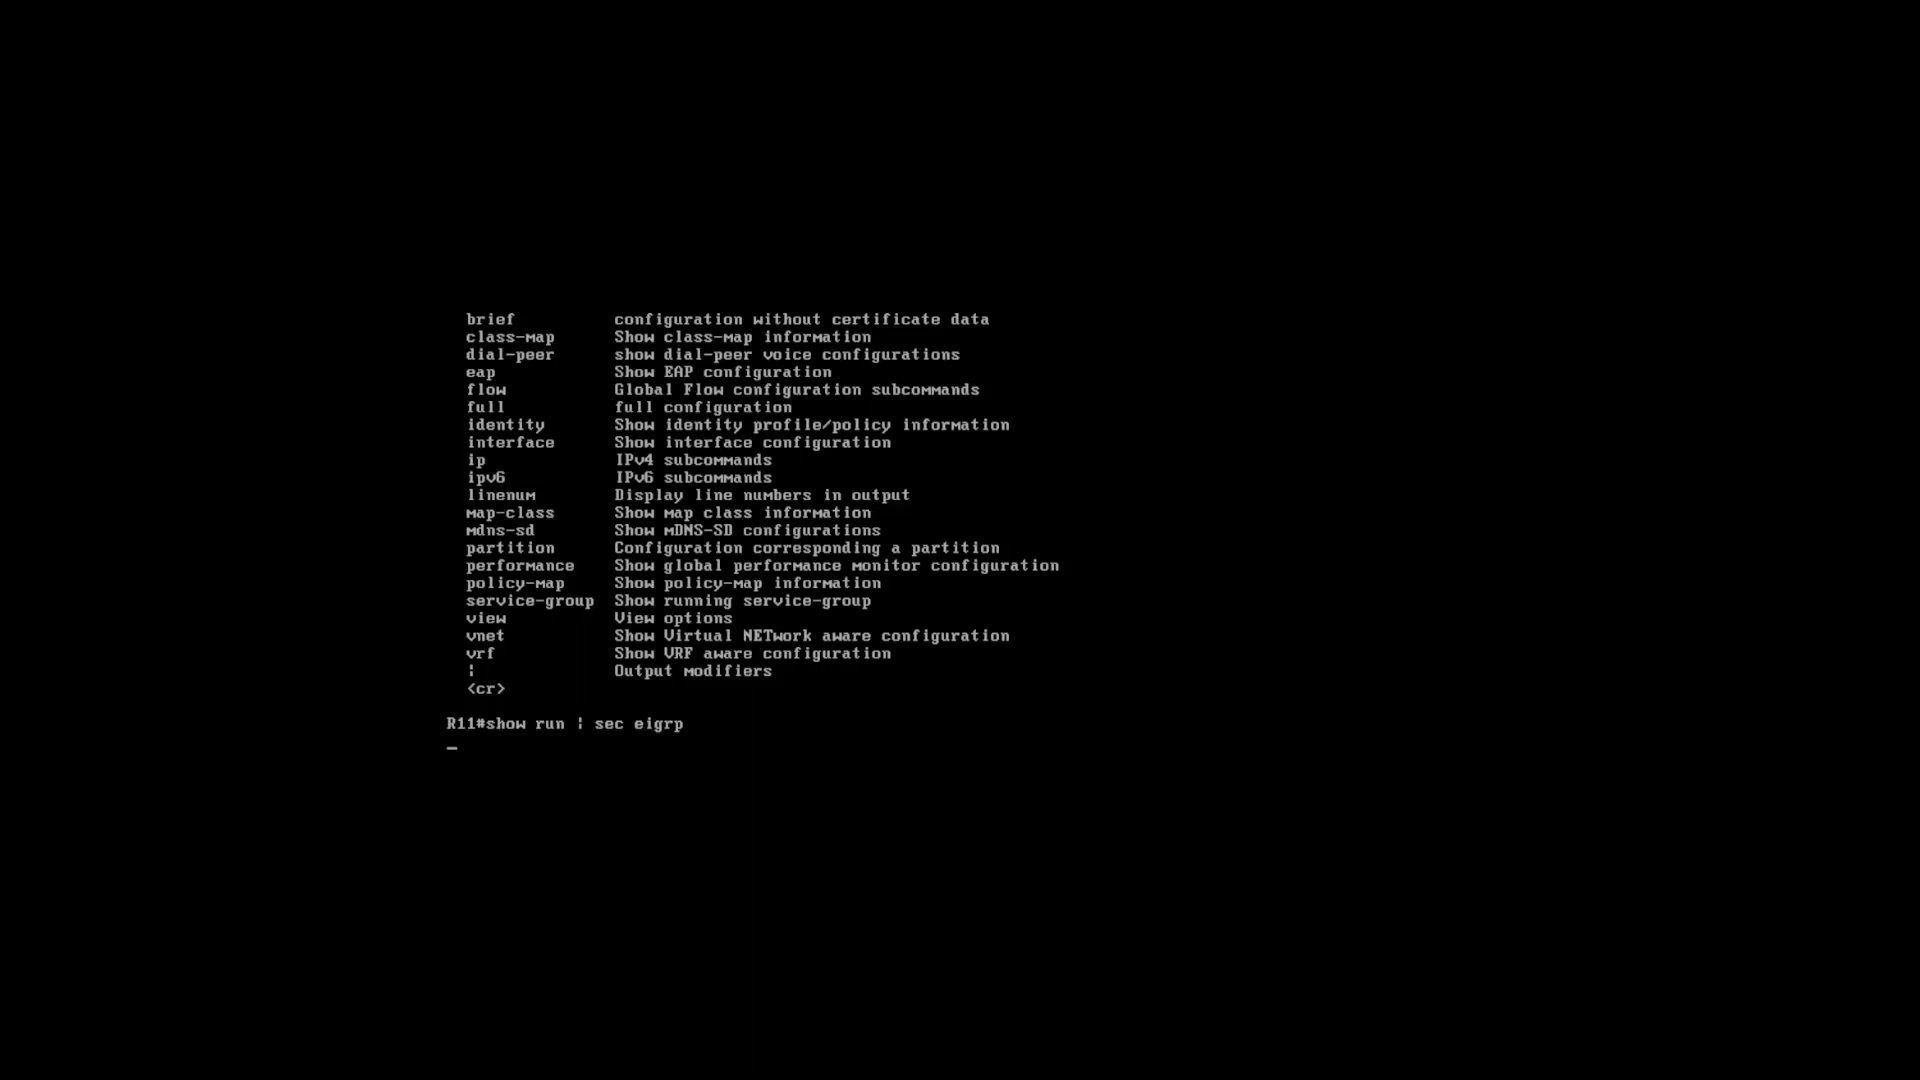 brief          configuration without certificate data
class-map      Show class-map information
dial-peer      show dial-peer voice configurations
eap            Show EAP configuration
flow           Global Flow configuration subcommands
full           full configuration
identity       Show identity profile/policy information
interface      Show interface configuration
ip             IPv4 subcommands
ipv6           IPv6 subcommands
linenum        Display line numbers in output
map-class      Show map class information
mdns-sd        Show mDNS-SD configurations
partition      Configuration corresponding a partition
performance    Show global performance monitor configuration
policy-map     Show policy-map information
service-group  Show running service-group
view           View options
vnet           Show Virtual NETwork aware configuration
vrf            Show VRF aware configuration
|              Output modifiers
<cr>
R11#show run | sec eigrp
_